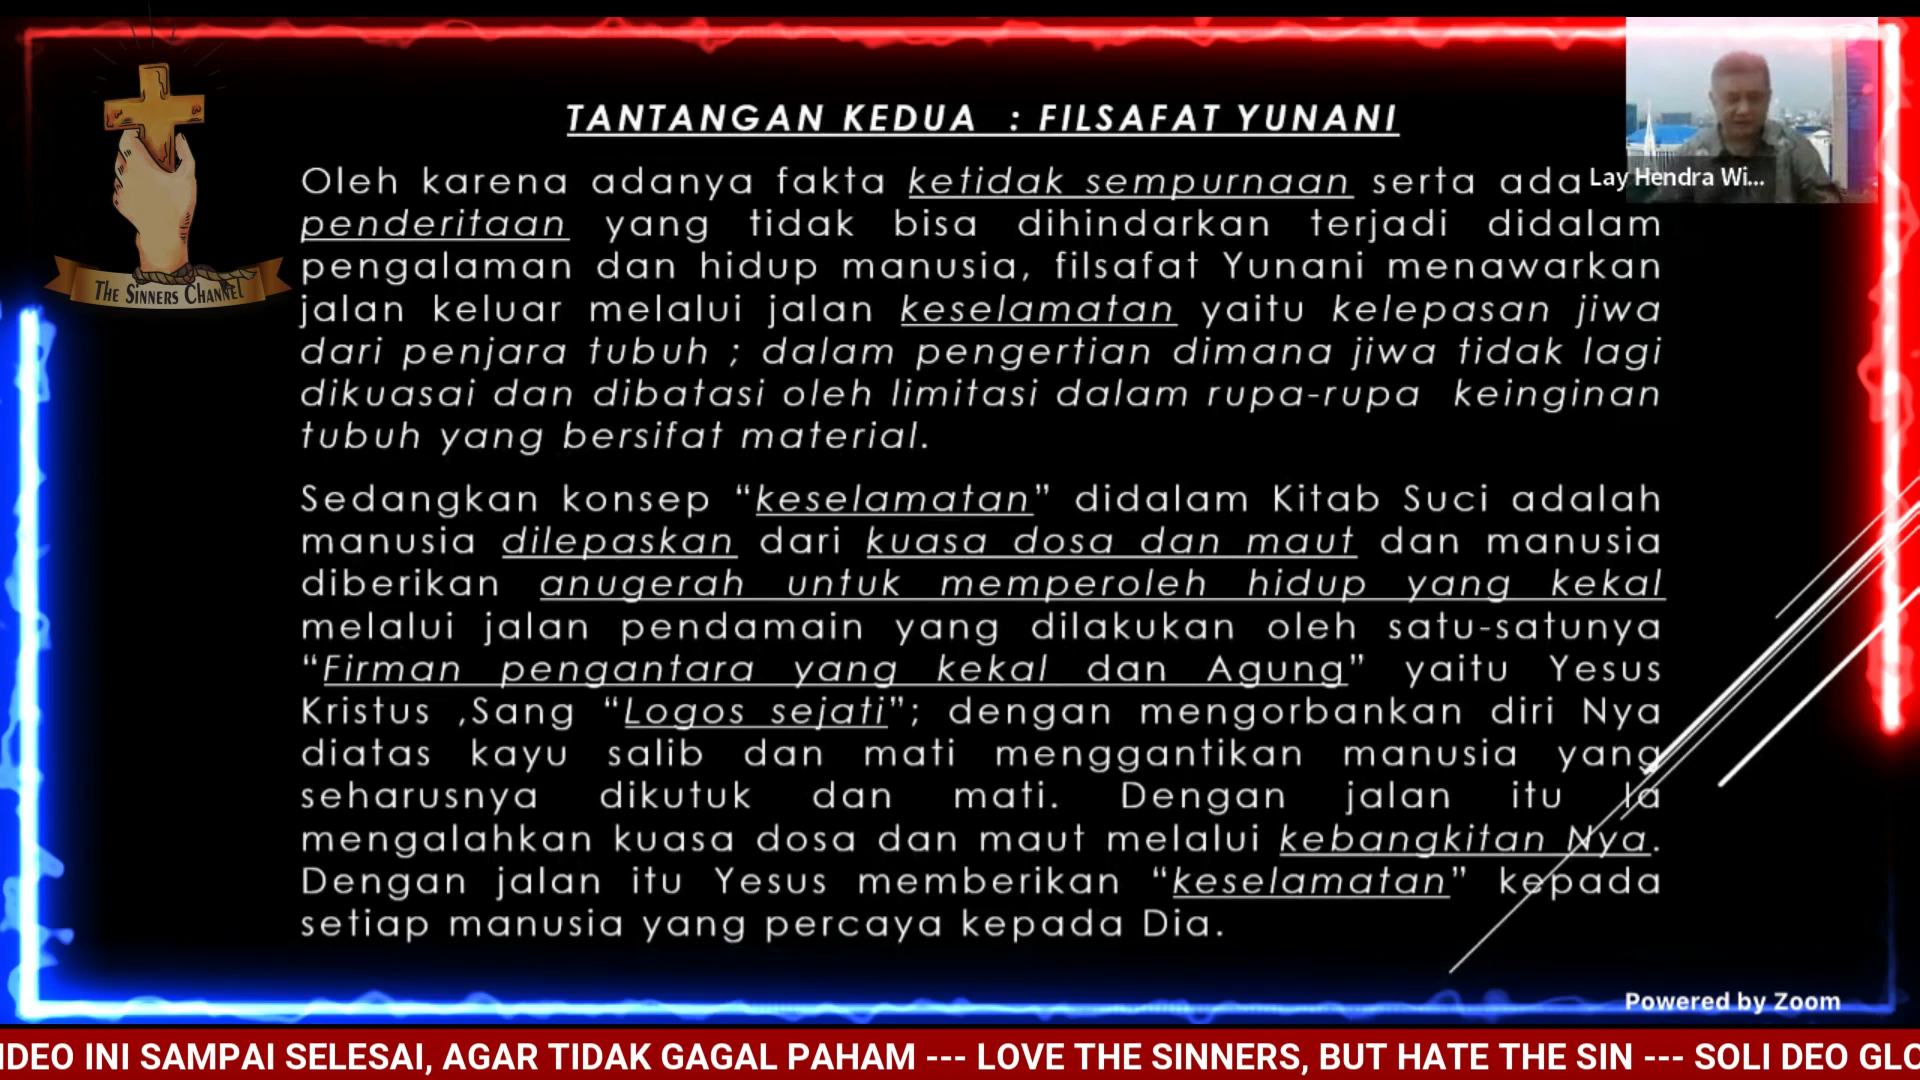 TANTANGAN KEDUA : FILSAFAT YUNANI
Oleh karena adanya fakta ketidak sempurnaan serta ada
Lay Hendra Wi...
penderitaan yang tidak bisa dihindarkan terjadi didalam
pengalaman dan hidup manusia, filsafat Yunani menawarkan
jalan keluar melalui jalan keselamatan yaitu kelepasan jiwa
dari penjara tubuh ; dalam pengertian dimana jiwa tidak lagi
dikuasai dan dibatasi oleh limitasi dalam rupa-rupa keinginan
tubuh yang bersifat material.
THE SINNERS CHANNEL
Sedangkan konsep “keselamatan” didalam Kitab Suci adalah
manusia dilepaskan dari kuasa dosa dan maut dan manusia
diberikan anugerah untuk memperoleh hidup yang kekal
melalui jalan pendamain yang dilakukan oleh satu-satunya
“Firman pengantara yang kekal dan Agung” yaitu Yesus
Kristus ,Sang “Logos sejati”; dengan mengorbankan diri Nya
diatas kayu salib dan mati menggantikan manusia yang
seharusnya dikutuk dan mati. Dengan jalan itu Ia
mengalahkan kuasa dosa dan maut melalui kebangkitan Nya.
Dengan jalan itu Yesus memberikan “keselamatan” kepada
setiap manusia yang percaya kepada Dia.
Powered by Zoom
IDEO INI SAMPAI SELESAI, AGAR TIDAK GAGAL PAHAM --- LOVE THE SINNERS, BUT HATE THE SIN --- SOLI DEO GLO